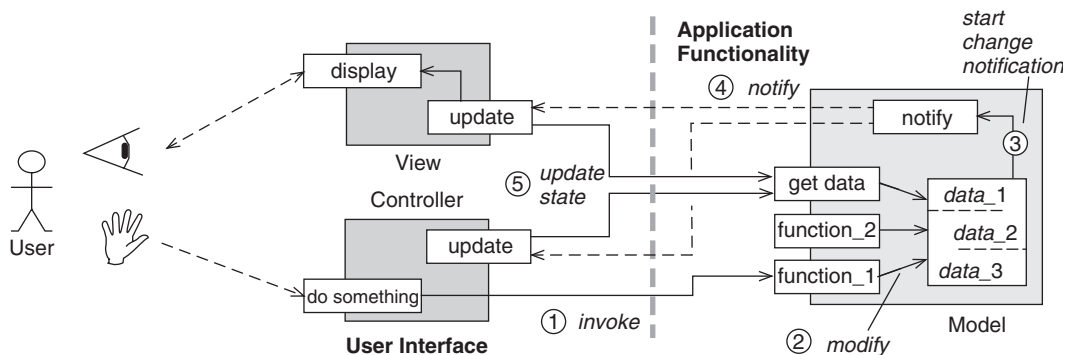 Application
Functionality
start
change
notification
④ notify
display
update
View
notify
③
User
⑤ update
state
get data
data_1
Controller
update
function_2
data_2
function_1
data_3
do something
① invoke
② modify
Model
User Interface